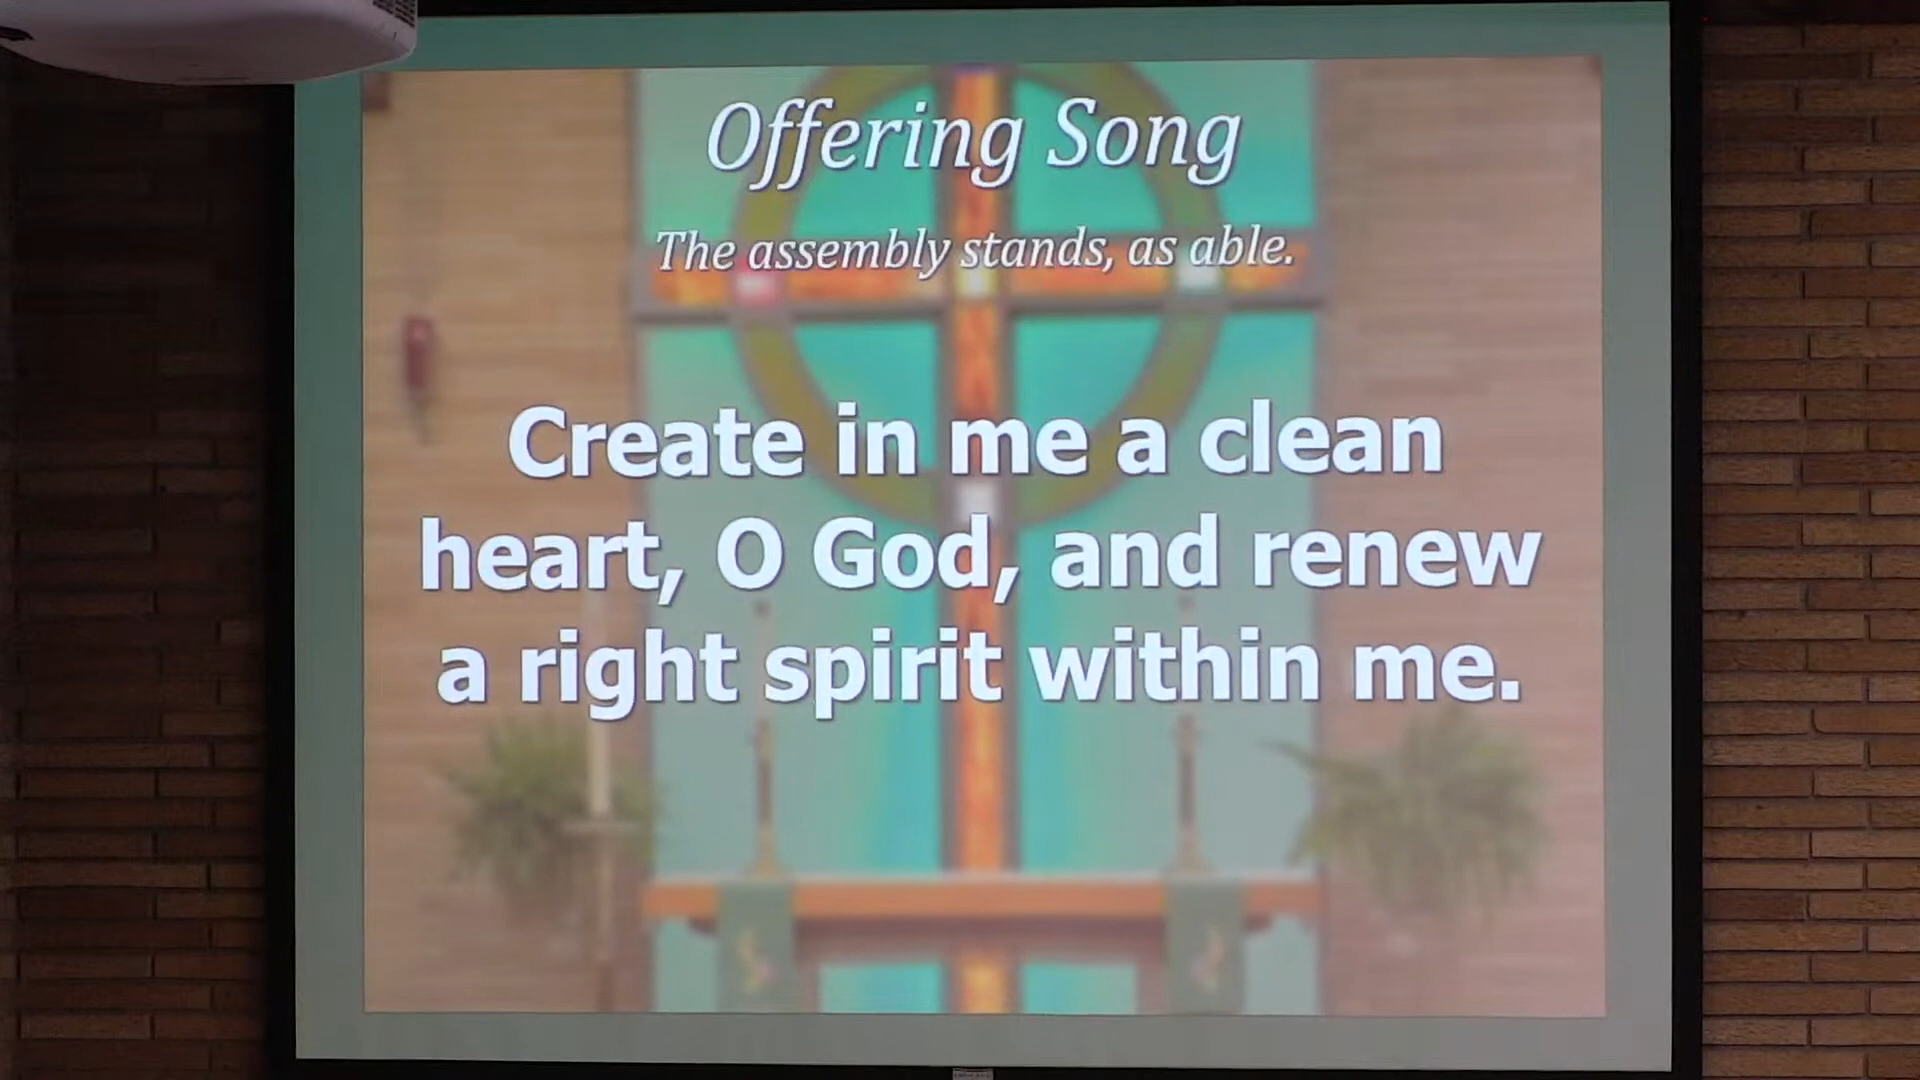 Offering Song
The assembly stands, as able.
Create in me a clean
heart, O God, and renew
a right spirit within me.